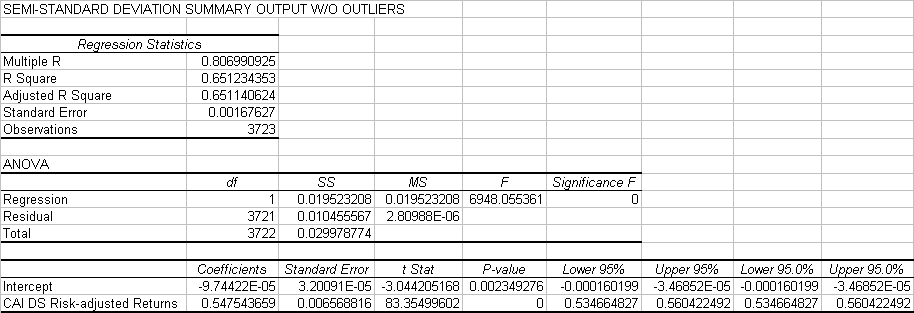 SEMI-STANDARD DEVIATION SUMMARY OUTPUT W/O OUTLIERS
Regression Statistics
Multiple R 0.806990925
R Square 0.651234353
Adjusted R Square 0.651140624
Standard Error 0.00167627
Observations 3723
ANOVA
df SS MS F Significance F
Regression 1 0.019523208 0.019523208 6948.055361 0
Residual 3721 0.010455567 2.80988E-06
Total 3722 0.029978774
Coefficients Standard Error t Stat P-value Lower 95% Upper 95% Lower 95.0% Upper 95.0%
Intercept -9.74422E-05 3.20091E-05 -3.044205168 0.002349276 -0.000160199 -3.46852E-05 -0.000160199 -3.46852E-05
CAI DS Risk-adjusted Returns 0.547543659 0.006568816 83.35499602 0 0.534664827 0.560422492 0.534664827 0.560422492